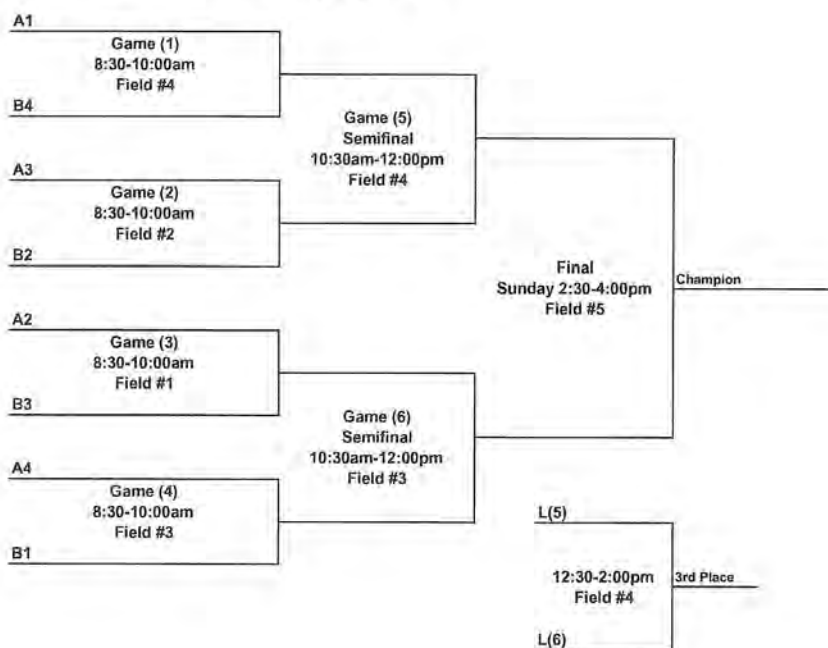 A1
Game (1)
8:30-10:00am
Field #4
B4
A3
Game (2)
8:30-10:00am
Field #2
B2
A2
Game (3)
8:30-10:00am
Field #1
B3
A4
Game (4)
8:30-10:00am
Field #3
B1
Game (5)
Semifinal
10:30am-12:00pm
Field #4
Game (6)
Semifinal
10:30am-12:00pm
Field #3
Final
Sunday 2:30-4:00pm
Field #5
Champion
L(5)
12:30-2:00pm
Field #4
3rd Place
L(6)